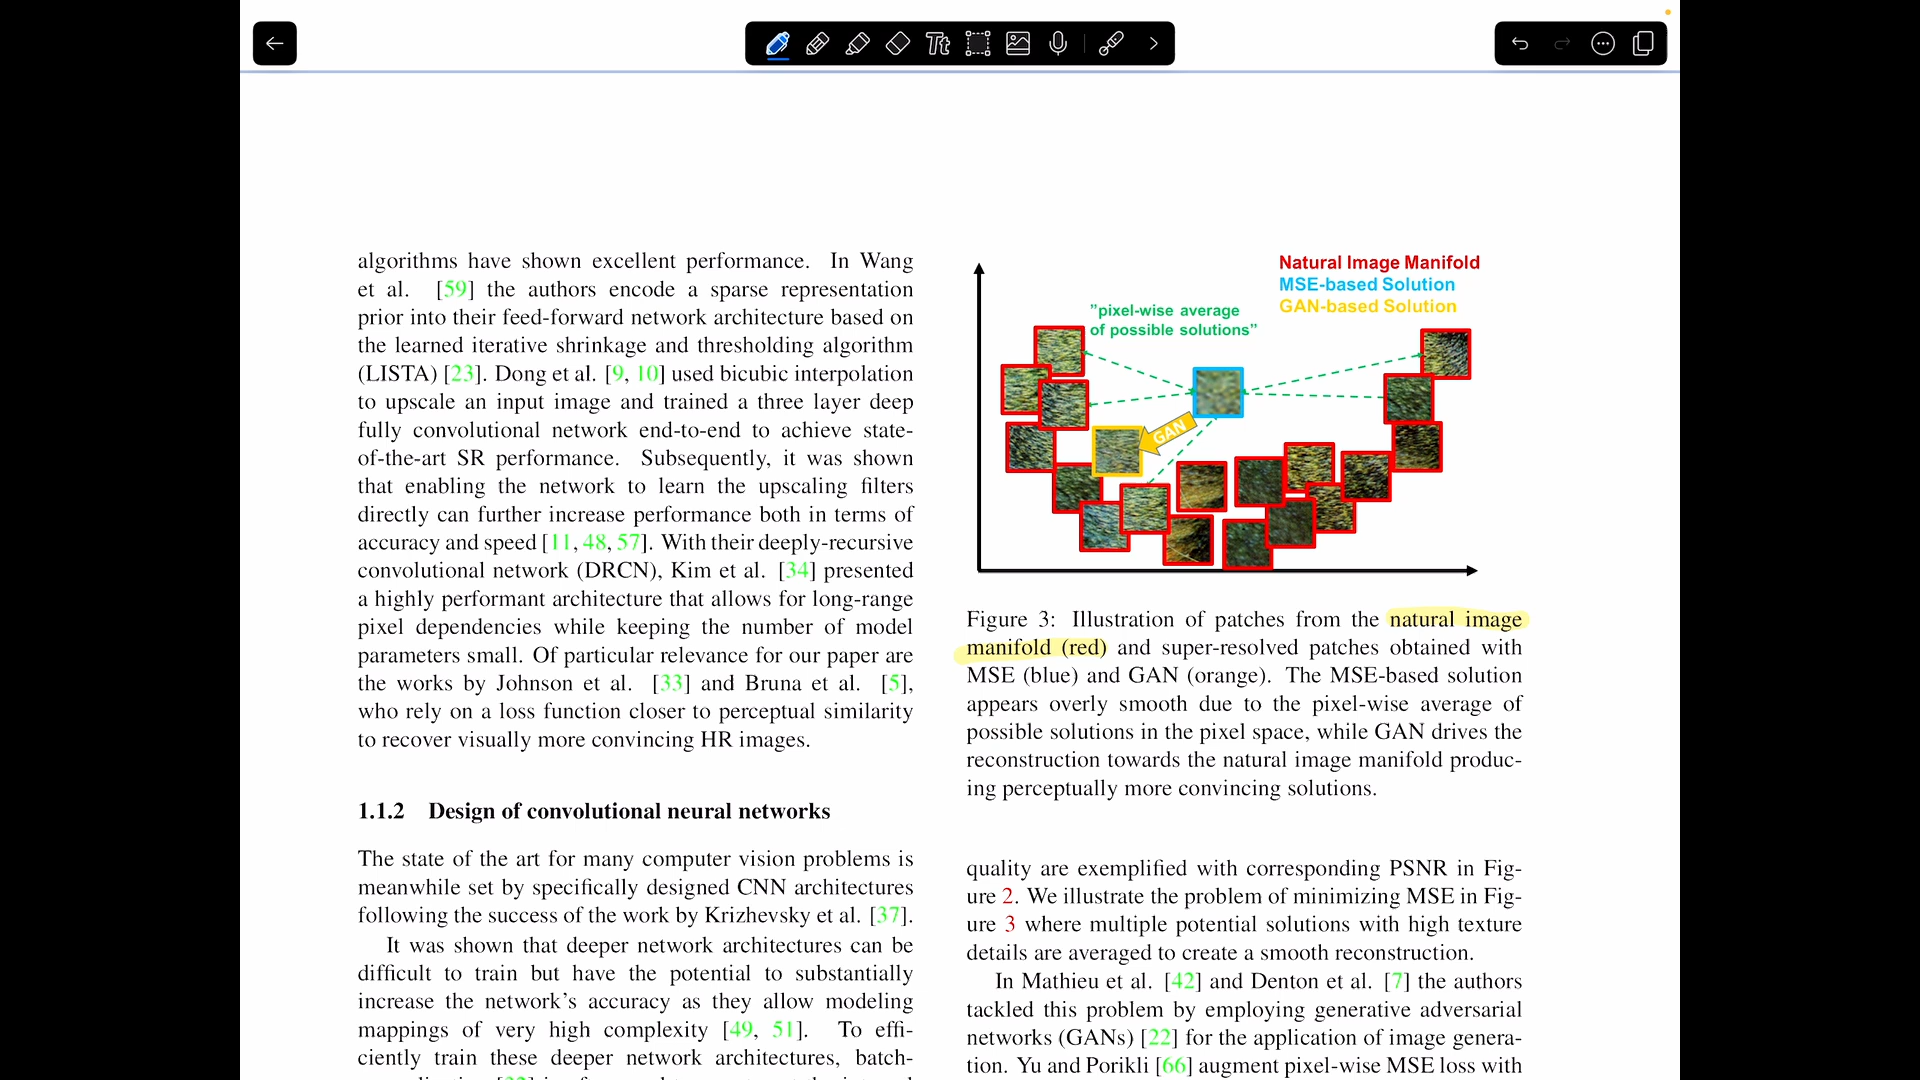 algorithms have shown excellent performance. In Wang
et al. [59] the authors encode a sparse representation
prior into their feed-forward network architecture based on
the learned iterative shrinkage and thresholding algorithm
(LISTA) [23]. Dong et al. [9, 10] used bicubic interpolation
to upscale an input image and trained a three layer deep
fully convolutional network end-to-end to achieve state-
of-the-art SR performance. Subsequently, it was shown
that enabling the network to learn the upscaling filters
directly can further increase performance both in terms of
accuracy and speed [11, 48, 57]. With their deeply-recursive
convolutional network (DRCN), Kim et al. [34] presented
a highly performant architecture that allows for long-range
pixel dependencies while keeping the number of model
parameters small. Of particular relevance for our paper are
the works by Johnson et al. [33] and Bruna et al. [5],
who rely on a loss function closer to perceptual similarity
to recover visually more convincing HR images.
1.1.2 Design of convolutional neural networks
The state of the art for many computer vision problems is
meanwhile set by specifically designed CNN architectures
following the success of the work by Krizhevsky et al. [37].
It was shown that deeper network architectures can be
difficult to train but have the potential to substantially
increase the network's accuracy as they allow modeling
mappings of very high complexity [49, 51]. To effi-
ciently train these deeper network architectures, batch-
Natural Image Manifold
MSE-based Solution
GAN-based Solution
"pixel-wise average
of possible solutions"
GAN
Figure 3: Illustration of patches from the natural image
manifold (red) and super-resolved patches obtained with
MSE (blue) and GAN (orange). The MSE-based solution
appears overly smooth due to the pixel-wise average of
possible solutions in the pixel space, while GAN drives the
reconstruction towards the natural image manifold produc-
ing perceptually more convincing solutions.
quality are exemplified with corresponding PSNR in Fig-
ure 2. We illustrate the problem of minimizing MSE in Fig-
ure 3 where multiple potential solutions with high texture
details are averaged to create a smooth reconstruction.
In Mathieu et al. [42] and Denton et al. [7] the authors
tackled this problem by employing generative adversarial
networks (GANs) [22] for the application of image genera-
tion. Yu and Porikli [66] augment pixel-wise MSE loss with